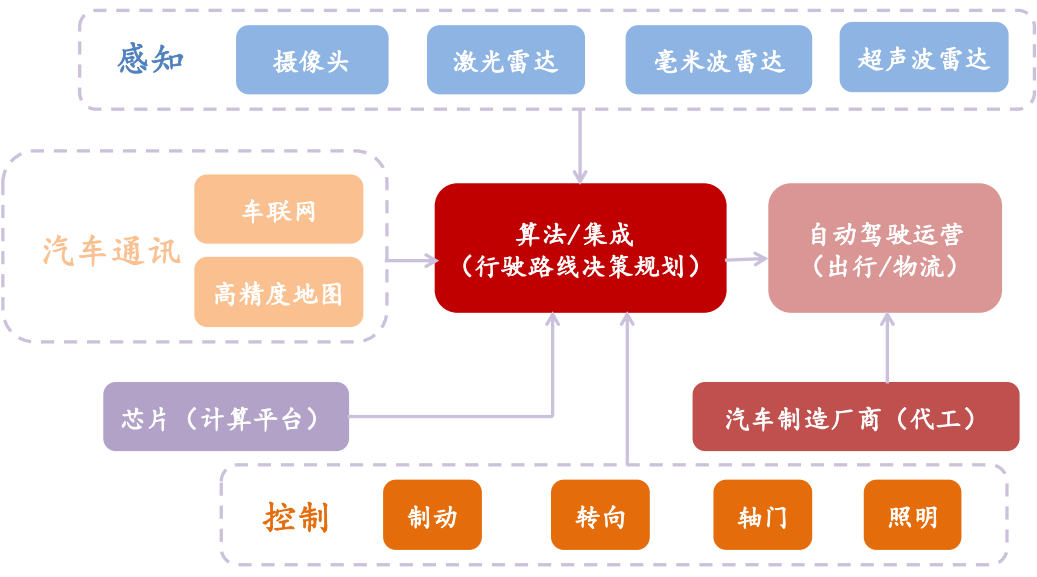 感知
摄像头
激光雷达
毫米波雷达
超声波雷达
汽车通讯
车联网
高精度地图
算法/集成
（行驶路线决策规划）
自动驾驶运营
（出行/物流）
芯片（计算平台）
汽车制造厂商（代工）
控制
制动
转向
轴门
照明